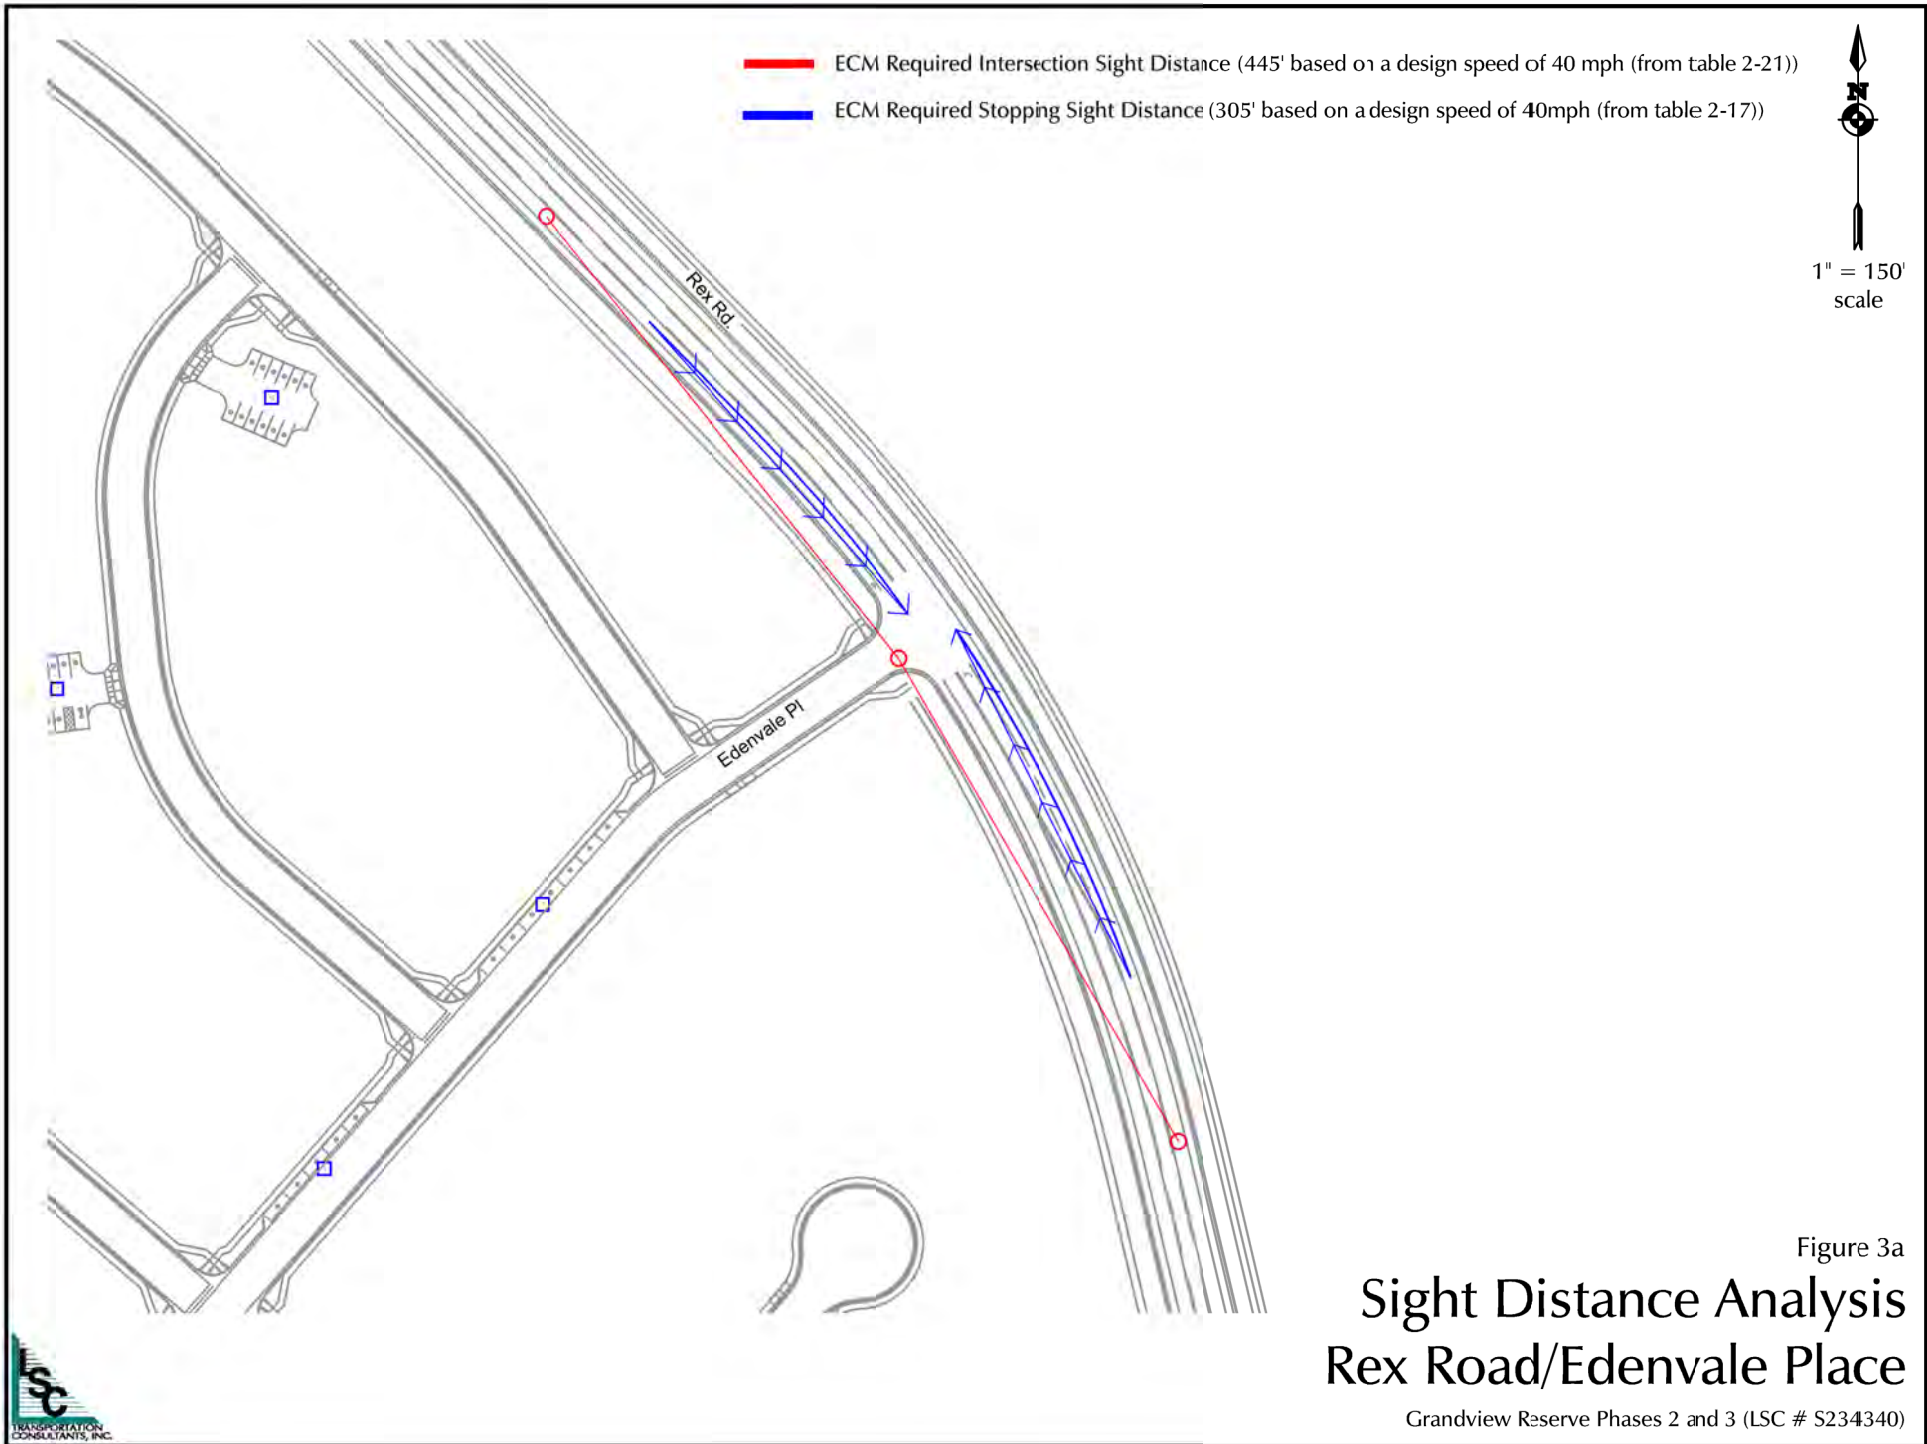 ECM Required Intersection Sight Distance (445' based on a design speed of 40 mph (from table 2-21))
ECM Required Stopping Sight Distance (305' based on a design speed of 40mph (from table 2-17))
N
1" = 150'
scale
Rex Rd.
Edenvale Pl
Figure 3a
Sight Distance Analysis
Rex Road/Edenvale Place
Grandview Reserve Phases 2 and 3 (LSC # S234340)
LSC
TRANSPORTATION
CONSULTANTS, INC.